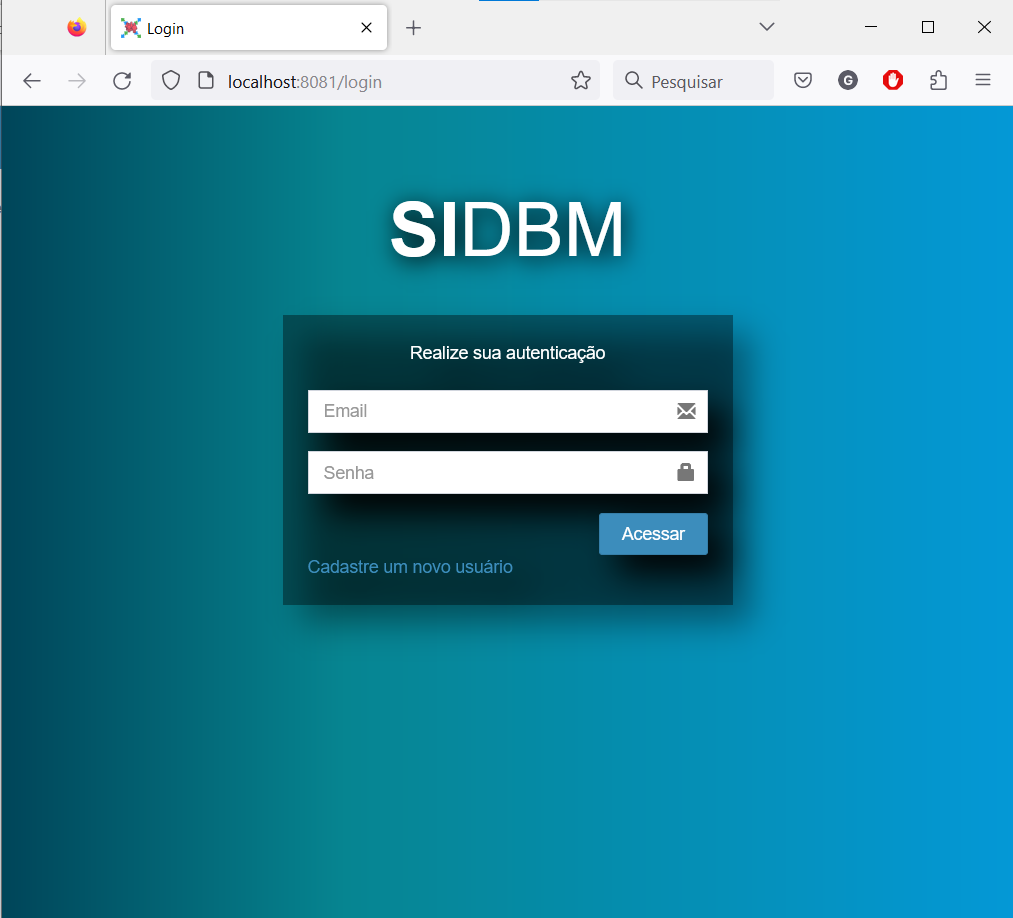 Login
localhost:8081/login
Pesquisar
G
SIDBM
Realize sua autenticação
Email
Senha
Acessar
Cadastre um novo usuário